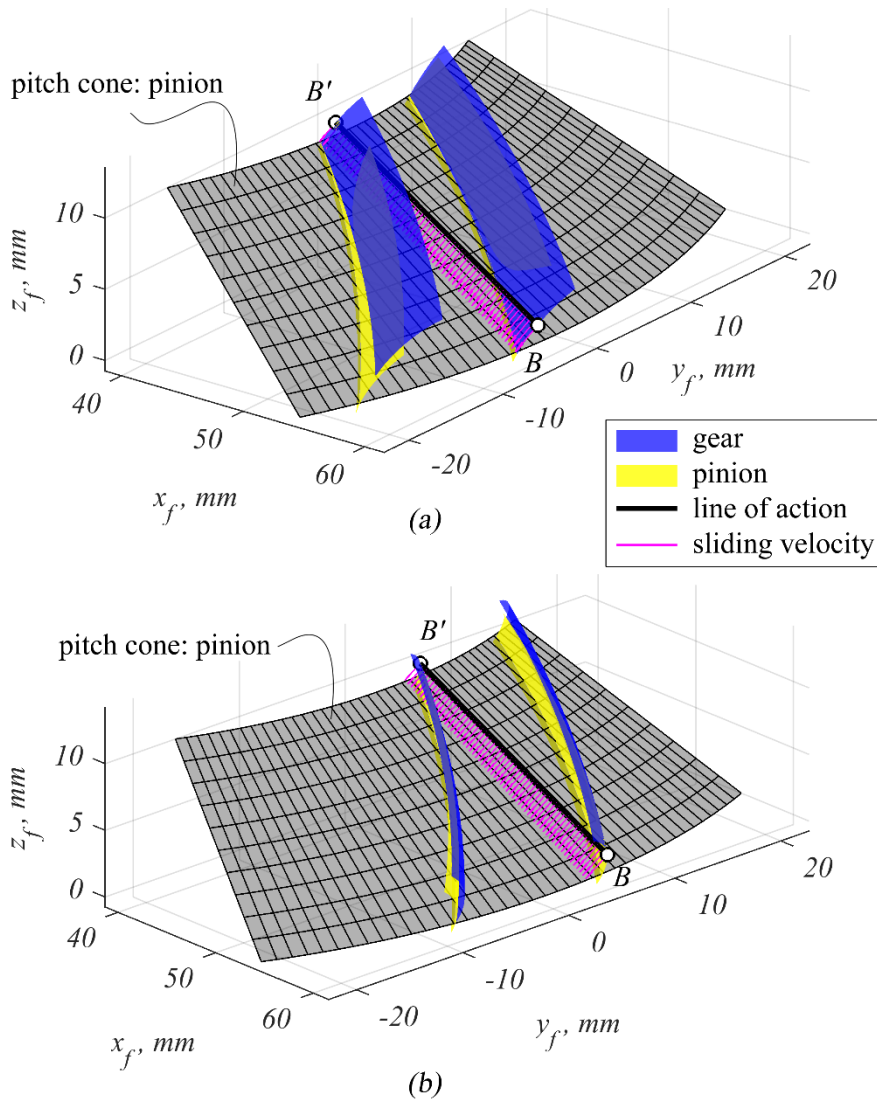 pitch cone: pinion
B'
10
5
0
z_f, mm
40
50
60
x_f, mm
B
-20
-10
0
10
20
y_f, mm
(a)
gear
pinion
line of action
sliding velocity
pitch cone: pinion
B'
10
5
0
z_f, mm
40
50
60
x_f, mm
B
-20
-10
0
10
20
y_f, mm
(b)